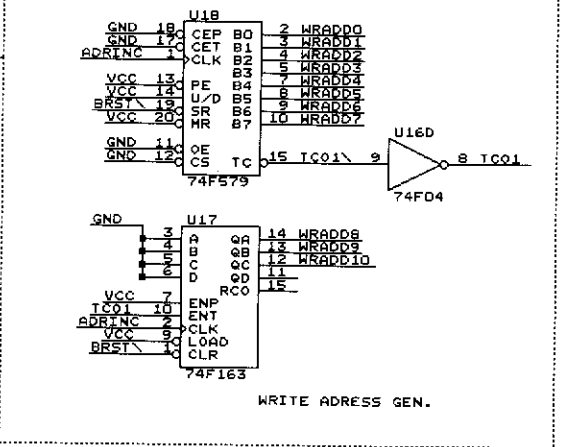 U18
GND 18 CEP B0 2 WRADD0
GND 17 CET B1 3 WRADD1
ADRINC 1 CLK B2 4 WRADD2
B3 5 WRADD3
VCC 13 PE B4 7 WRADD4
VCC 14 U/D B5 8 WRADD5
BRST\ 19 SR B6 9 WRADD6
VCC 20 MR B7 10 WRADD7
GND 11 OE
GND 12 CS TC 15 TC01\ 9 8 TC01
74F579
U16D
74F04
U17
GND
3 A QA 14 WRADD8
4 B QB 13 WRADD9
5 C QC 12 WRADD10
6 D QD 11
RCO 15
VCC 7 ENP
TC01 10 ENT
ADRINC 2 CLK
VCC 9 LOAD
BRST\ 1 CLR
74F163
WRITE ADRESS GEN.